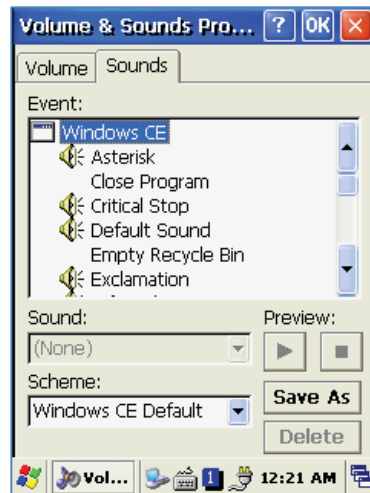 Volume & Sounds Pro... ? OK
Volume Sounds
Event:
Windows CE
Asterisk
Close Program
Critical Stop
Default Sound
Empty Recycle Bin
Exclamation
Sound: Preview:
(None)
Scheme:
Windows CE Default
Save As
Delete
Vol... 1 12:21 AM